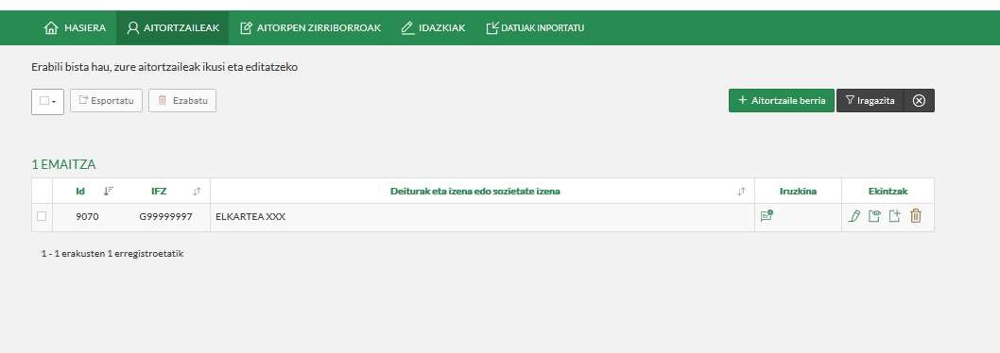 HASIERA AITORTZAILEAK AITORPEN ZIRRIBORROAK IDAZKIAK DATUAK INPORTATU
Erabili bista hau, zure aitortzaileak ikusi eta editatzeko
Esportatu Ezabatu + Aitortzaile berria Iragazita
1 EMAITZA
Id IFZ Deiturak eta izena edo sozietate izena Iruzkina Ekintzak
9070 G99999997 ELKARTEA XXX
1 - 1 erakusten 1 erregistroetatik